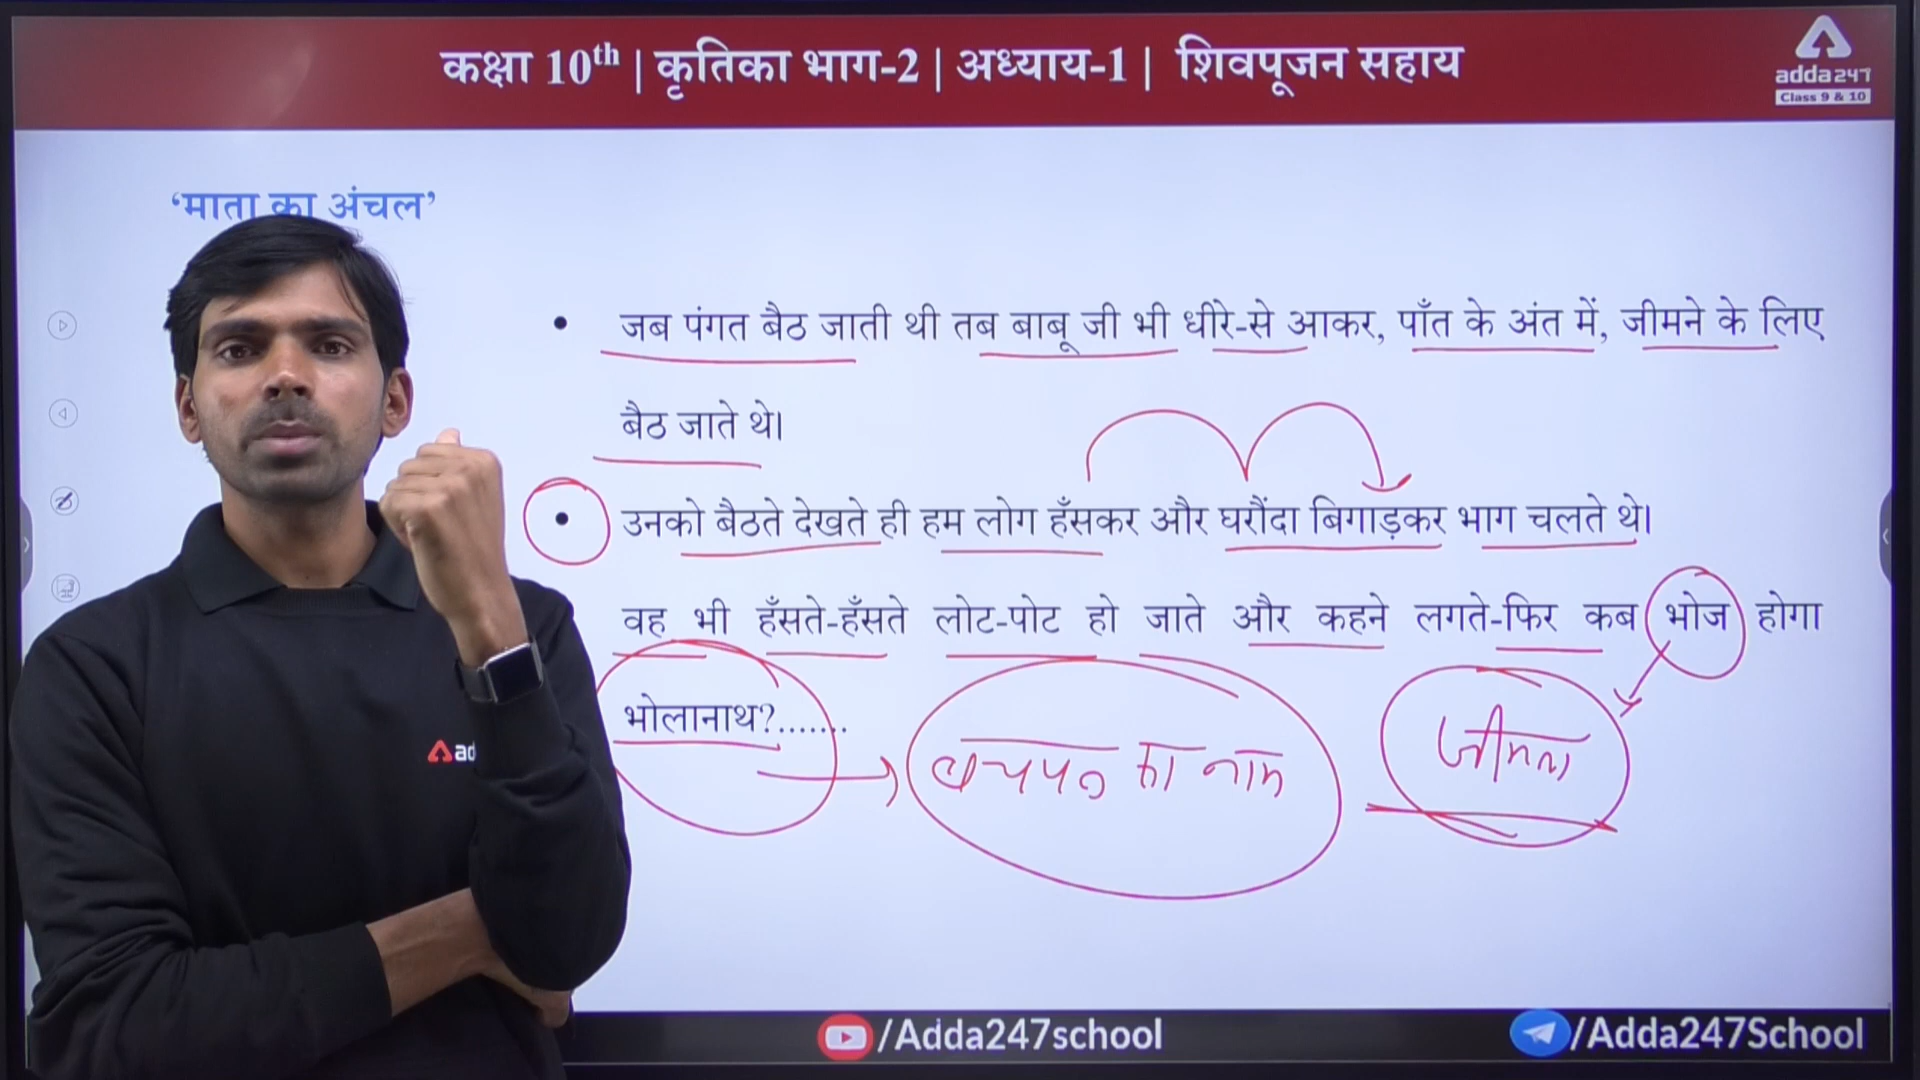 कक्षा 10th | कृतिका भाग-2 | अध्याय-1 | शिवपूजन सहाय
adda247
Class 9 & 10
‘माता का अंचल’
• जब पंगत बैठ जाती थी तब बाबू जी भी धीरे-से आकर, पाँत के अंत में, जीमने के लिए
बैठ जाते थे।
• उनको बैठते देखते ही हम लोग हँसकर और घरौंदा बिगाड़कर भाग चलते थे।
वह भी हँसते-हँसते लोट-पोट हो जाते और कहने लगते-फिर कब भोज होगा
भोलानाथ?.......
बचपन का नाम
जीमना
ad
/Adda247school
/Adda247School